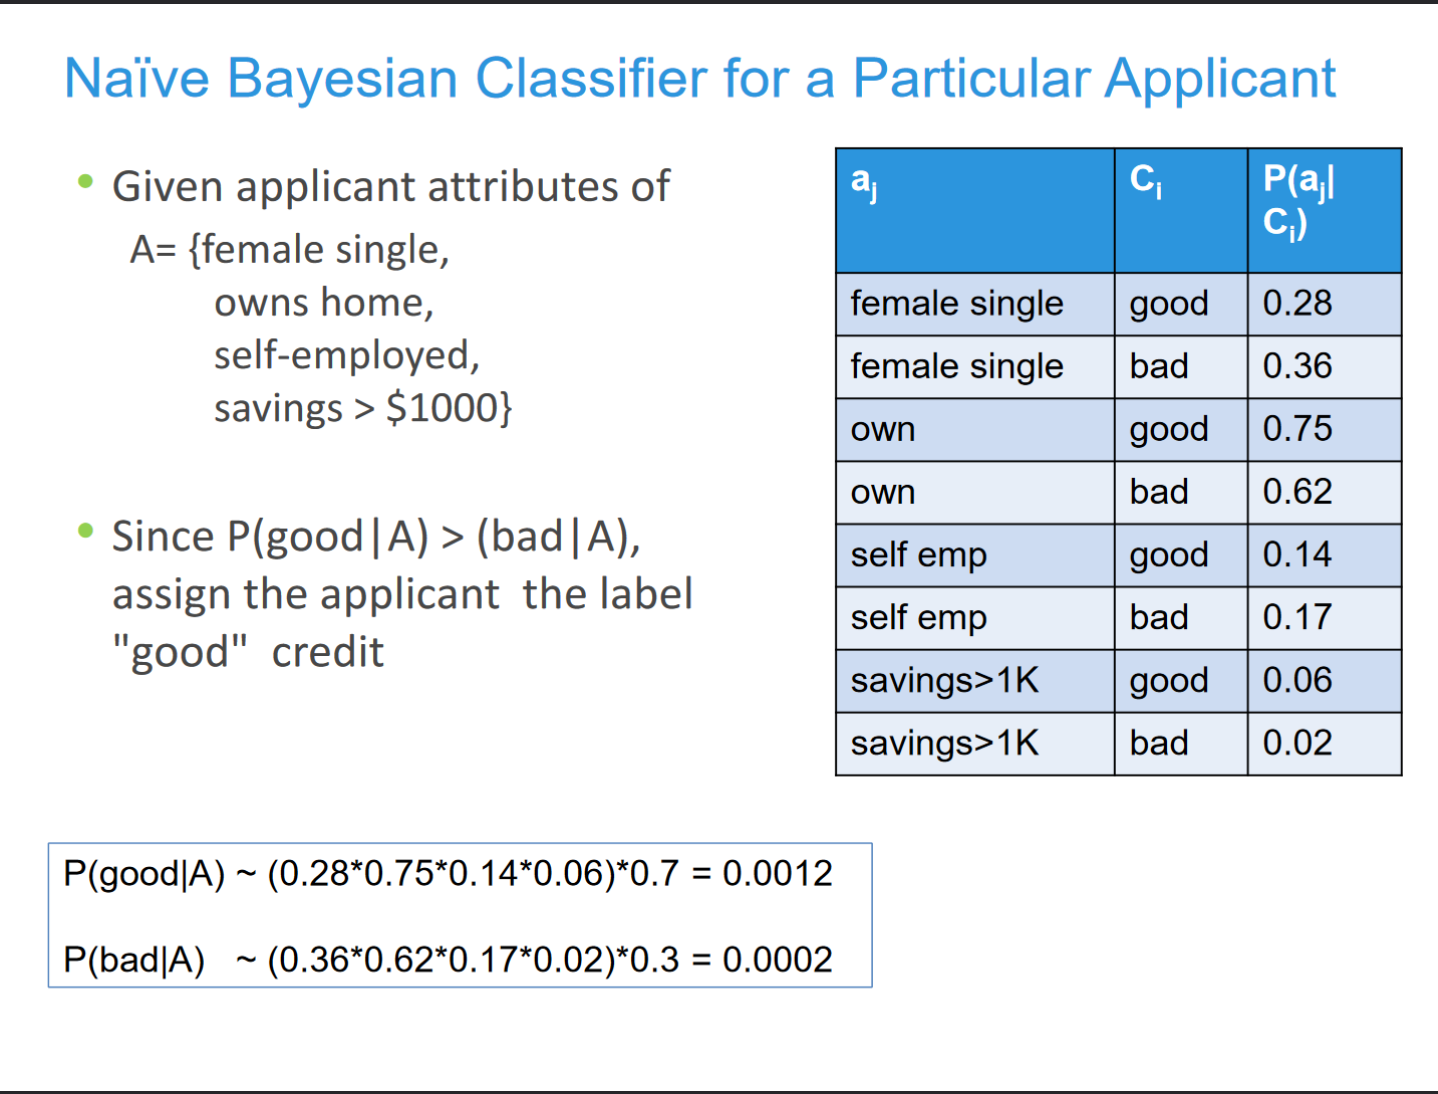 Naïve Bayesian Classifier for a Particular Applicant
• Given applicant attributes of
A= {female single,
owns home,
self-employed,
savings > $1000}
• Since P(good|A) > (bad|A),
assign the applicant  the label
"good"  credit
aj Ci P(aj|
Ci)
female single good 0.28
female single bad 0.36
own good 0.75
own bad 0.62
self emp good 0.14
self emp bad 0.17
savings>1K good 0.06
savings>1K bad 0.02
P(good|A) ~ (0.28*0.75*0.14*0.06)*0.7 = 0.0012
P(bad|A)   ~ (0.36*0.62*0.17*0.02)*0.3 = 0.0002